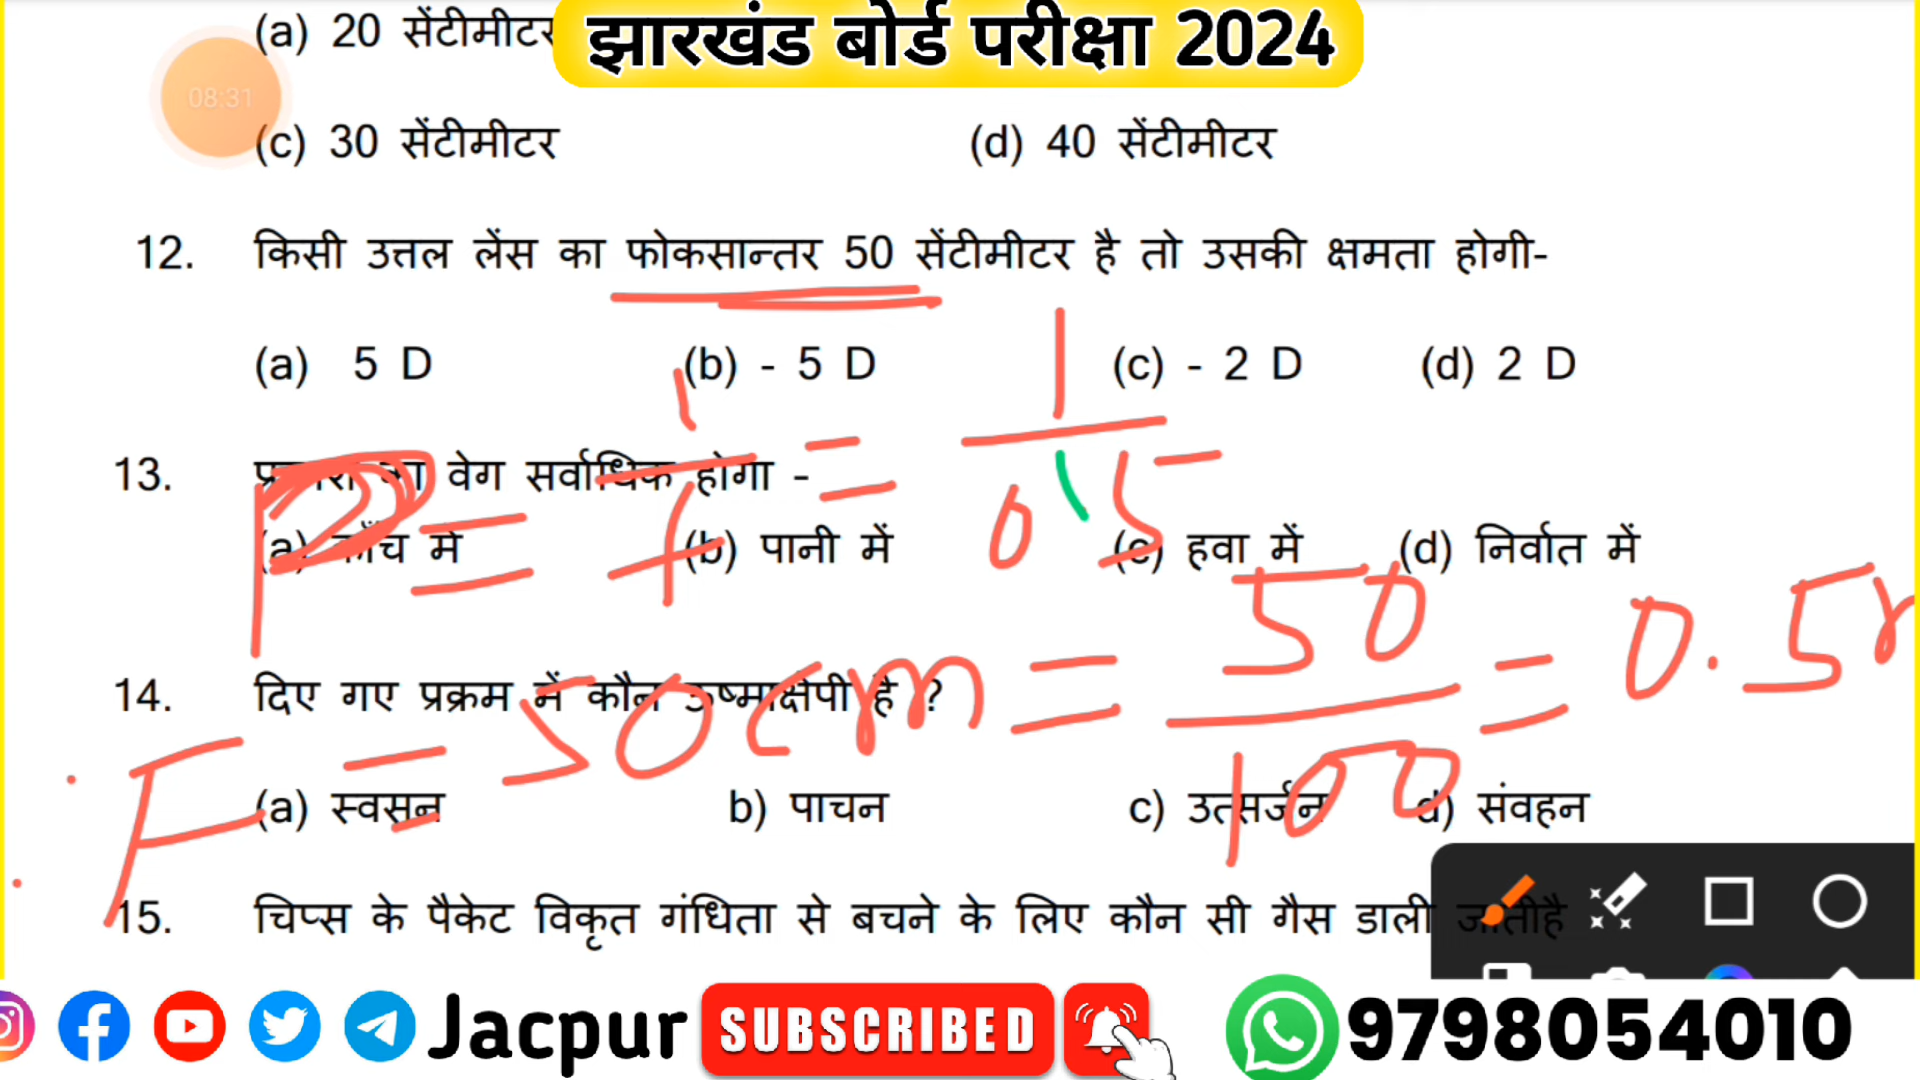 (a) 20 सेंटीमीटर
झारखंड बोर्ड परीक्षा 2024
08:31
(c) 30 सेंटीमीटर (d) 40 सेंटीमीटर
12. किसी उत्तल लेंस का फोकसान्तर 50 सेंटीमीटर है तो उसकी क्षमता होगी-
(a) 5 D (b) - 5 D (c) - 2 D (d) 2 D
13. प्रकाश का वेग सर्वाधिक होगा -
(a) काँच में (b) पानी में (c) हवा में (d) निर्वात में
P = 1/f = 1/0.5
14. दिए गए प्रक्रम में कौन ऊष्माक्षेपी है ?
F = 50cm = 50/100 = 0.5
(a) स्वसन b) पाचन c) उत्सर्जन d) संवहन
15. चिप्स के पैकेट विकृत गंधिता से बचने के लिए कौन सी गैस डाली जातीहै
Jacpur SUBSCRIBED 9798054010